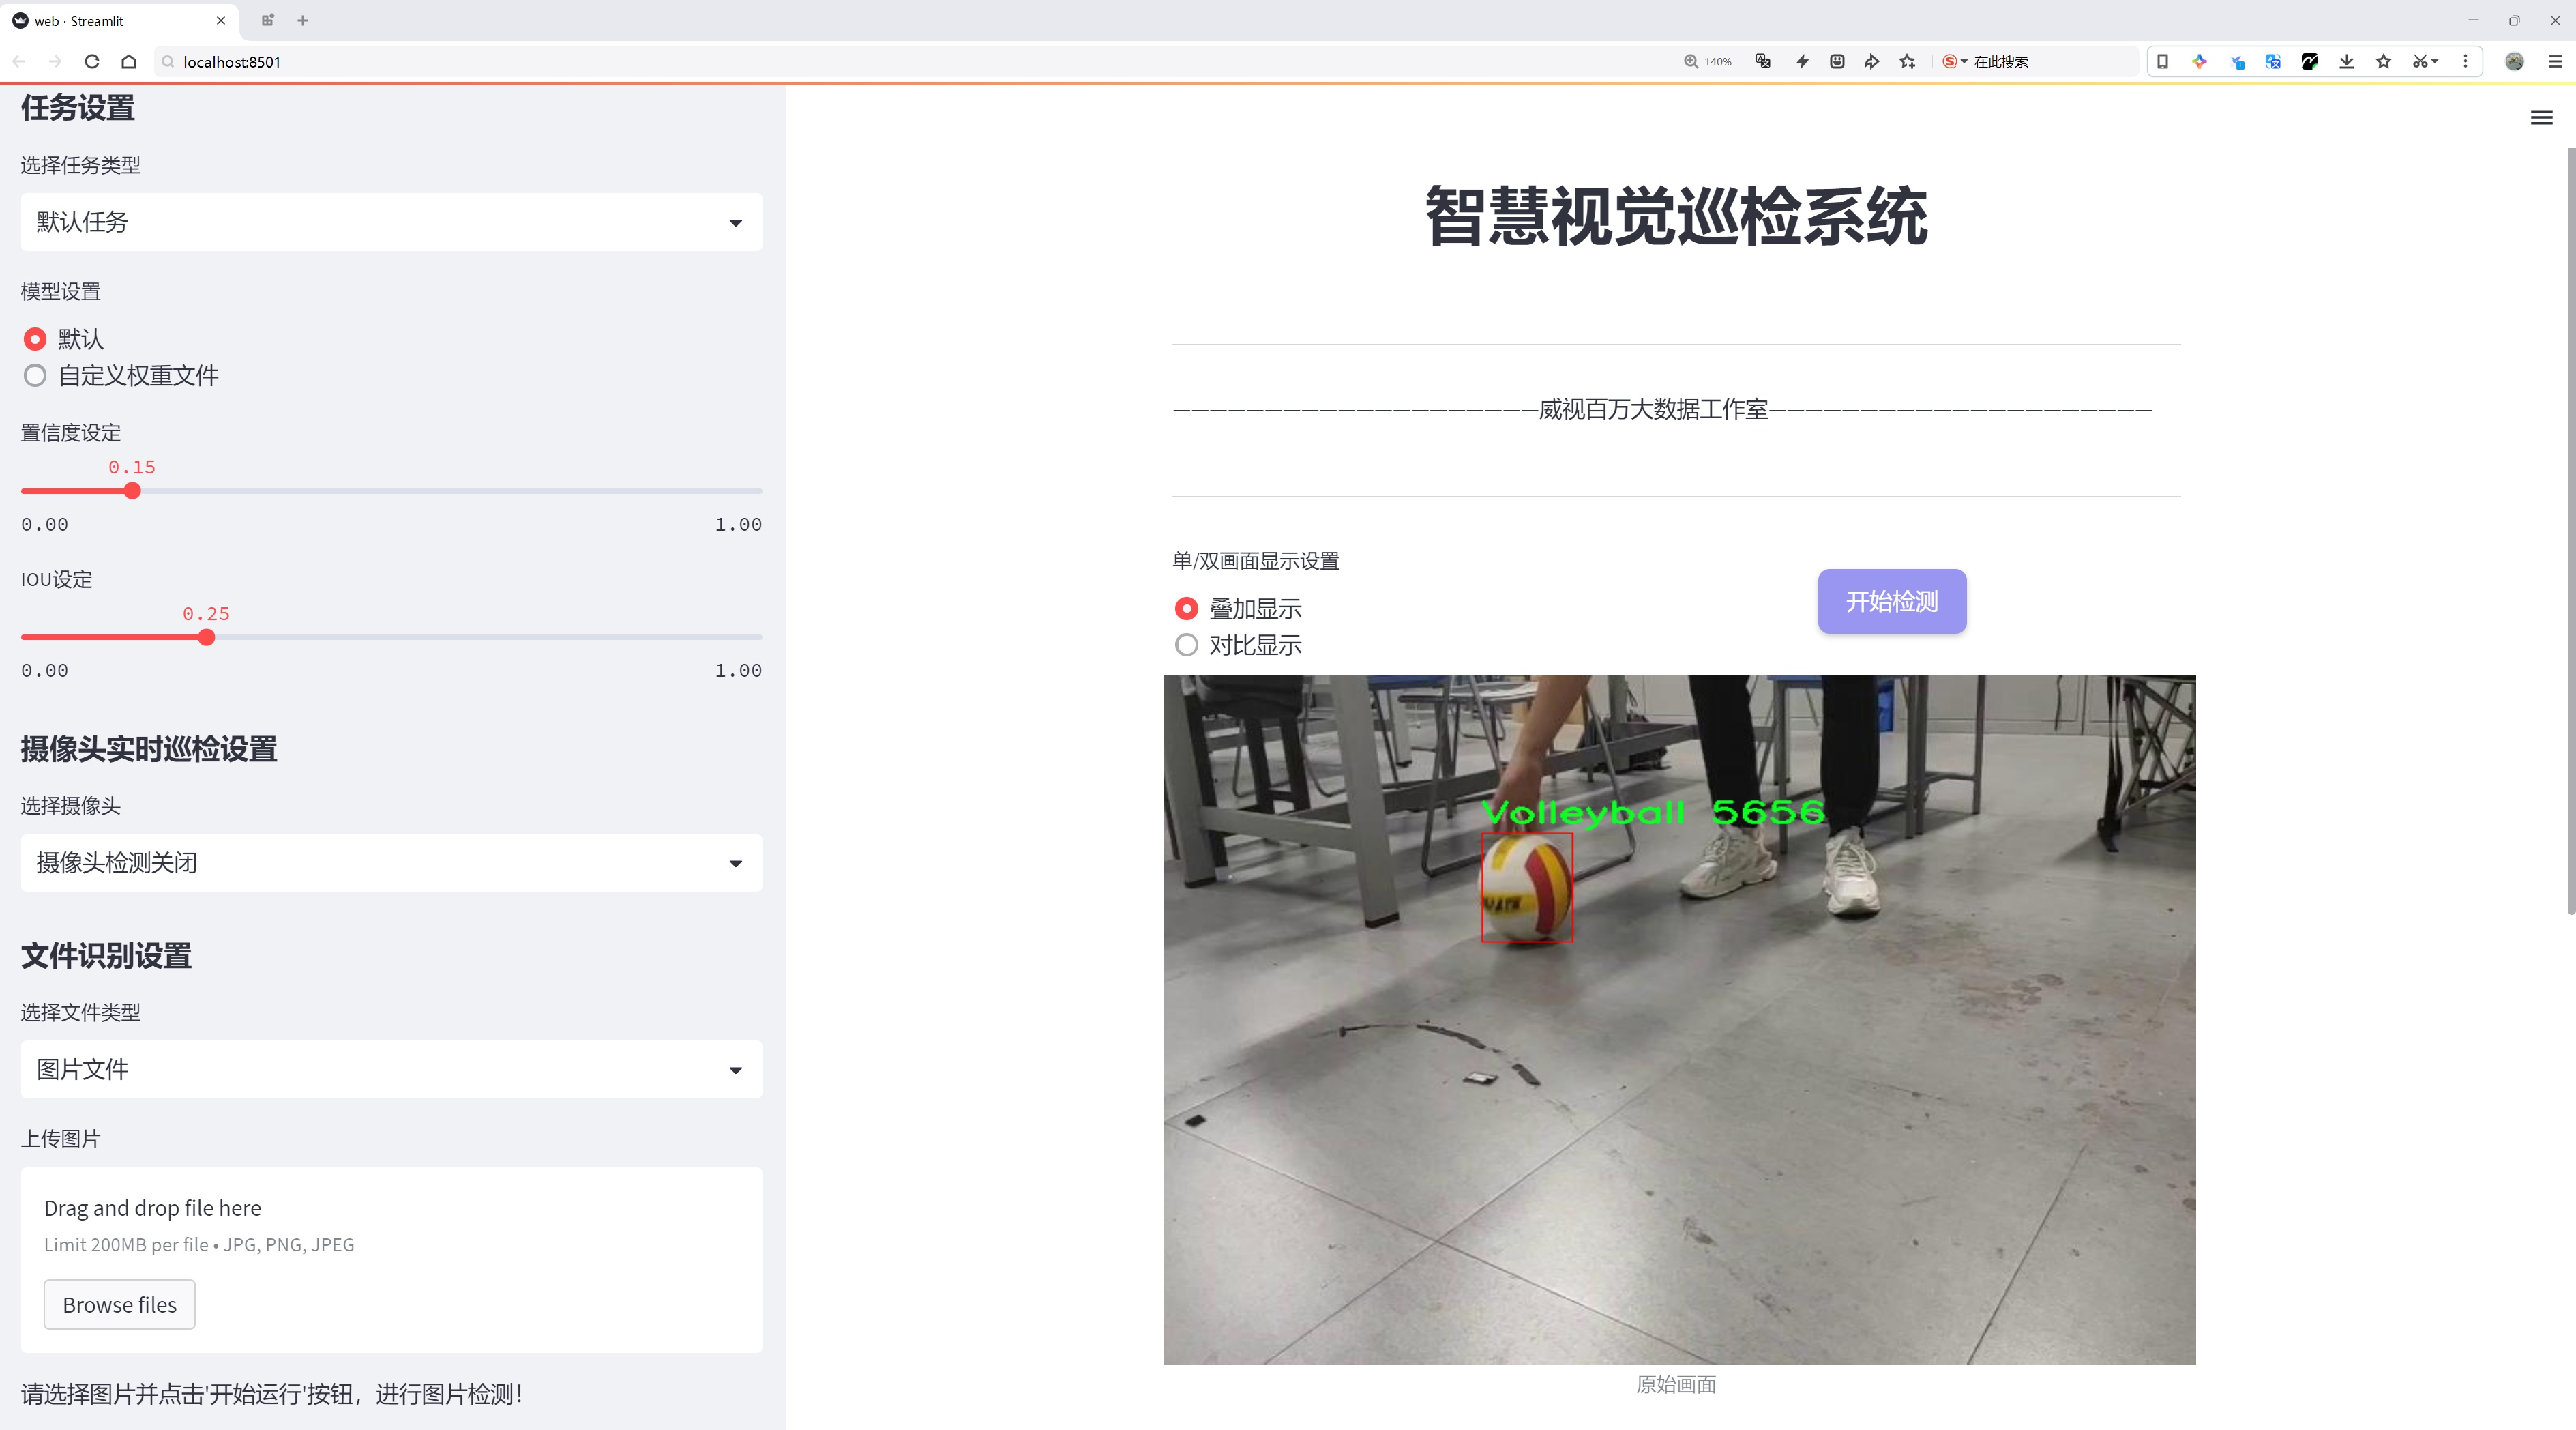 web · Streamlit
localhost:8501
140%
在此搜索
任务设置
选择任务类型
默认任务
模型设置
默认
自定义权重文件
置信度设定
0.15
0.00 1.00
IOU设定
0.25
0.00 1.00
摄像头实时巡检设置
选择摄像头
摄像头检测关闭
文件识别设置
选择文件类型
图片文件
上传图片
Drag and drop file here
Limit 200MB per file • JPG, PNG, JPEG
Browse files
请选择图片并点击'开始运行'按钮，进行图片检测！
智慧视觉巡检系统
————————————————————威视百万大数据工作室—————————————————————
单/双画面显示设置
叠加显示
对比显示
开始检测
Volleyball 5656
原始画面